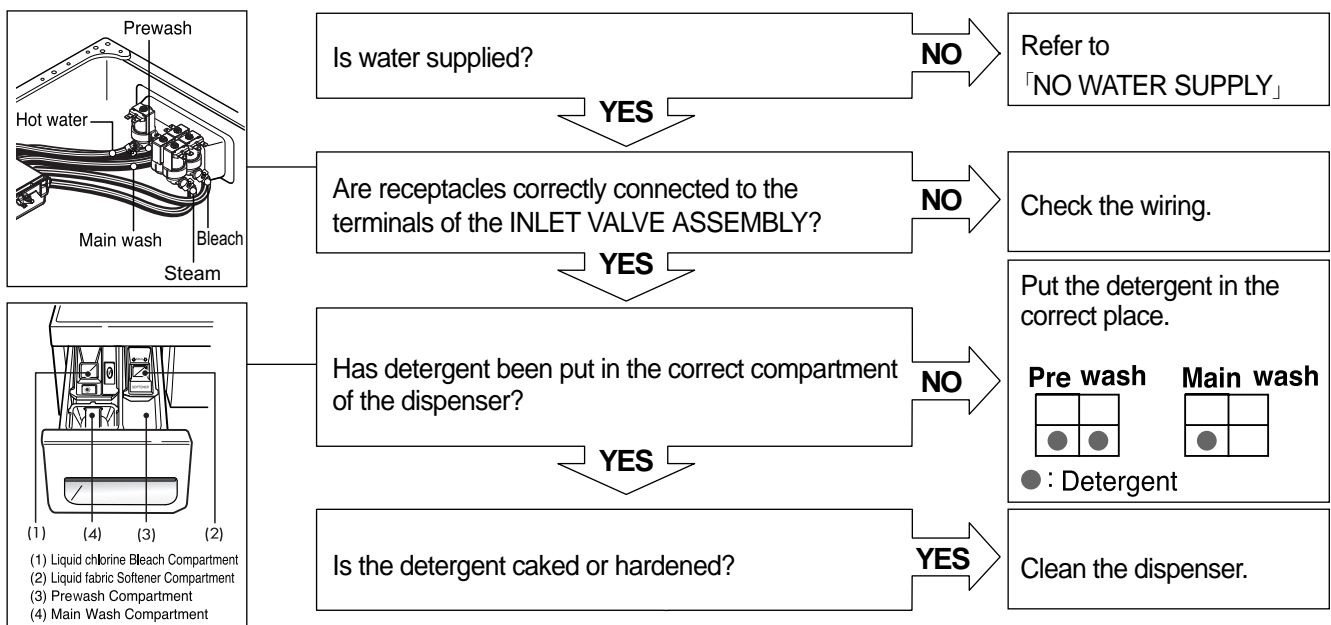 Prewash
Hot water
Main wash
Bleach
Steam
Is water supplied?
NO
Refer to
「NO WATER SUPPLY」
YES
Are receptacles correctly connected to the
terminals of the INLET VALVE ASSEMBLY?
NO
Check the wiring.
YES
(1) (4) (3) (2)
(1) Liquid chlorine Bleach Compartment
(2) Liquid fabric Softener Compartment
(3) Prewash Compartment
(4) Main Wash Compartment
Has detergent been put in the correct compartment
of the dispenser?
NO
Put the detergent in the
correct place.
Pre wash Main wash
● : Detergent
YES
Is the detergent caked or hardened?
YES
Clean the dispenser.